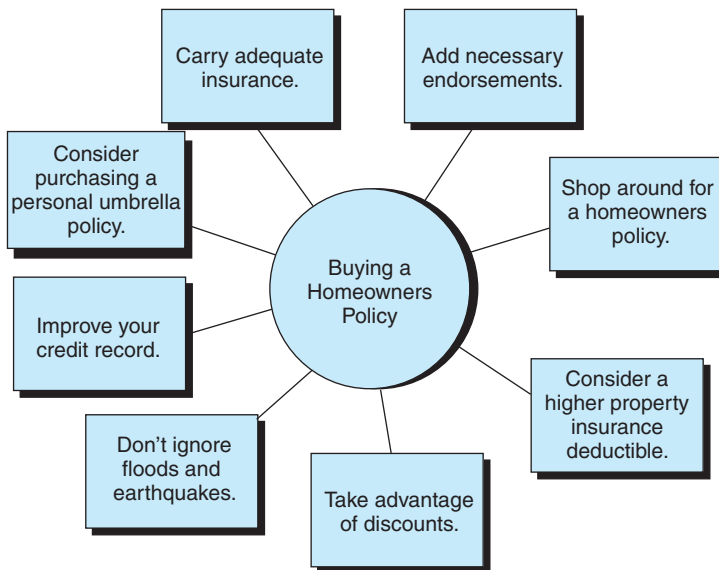 Carry adequate
insurance.
Add necessary
endorsements.
Consider
purchasing a
personal umbrella
policy.
Shop around for
a homeowners
policy.
Buying a
Homeowners
Policy
Improve your
credit record.
Consider a
higher property
insurance
deductible.
Don’t ignore
floods and
earthquakes.
Take advantage
of discounts.